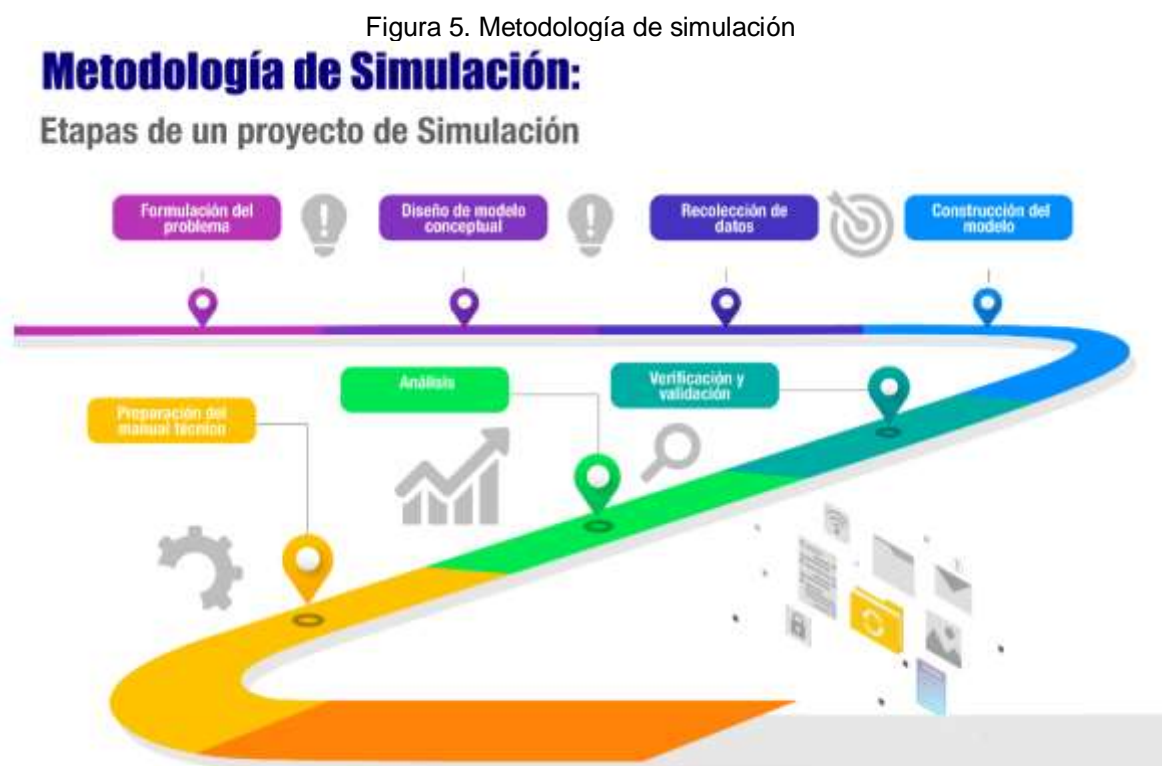 Figura 5. Metodología de simulación
Metodología de Simulación:
Etapas de un proyecto de Simulación
Formulación del
problema
Diseño de modelo
conceptual
Recolección de
datos
Construcción del
modelo
Verificación y
validación
Análisis
Preparación del
manual técnico